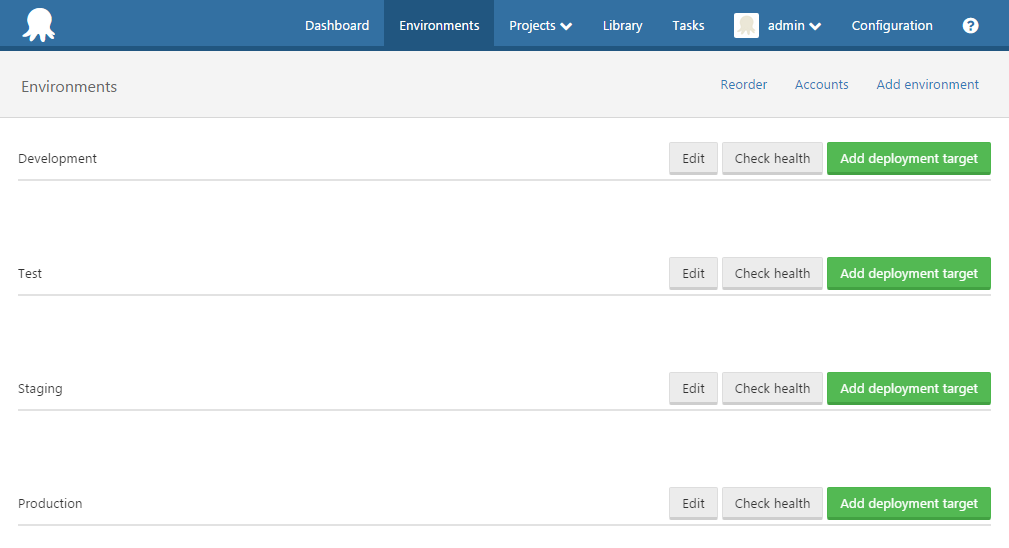 Dashboard Environments Projects Library Tasks admin Configuration ?
Environments Reorder Accounts Add environment
Development Edit Check health Add deployment target
Test Edit Check health Add deployment target
Staging Edit Check health Add deployment target
Production Edit Check health Add deployment target